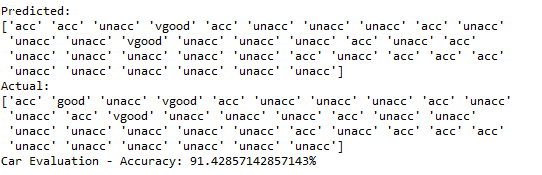 Predicted:
['acc' 'acc' 'unacc' 'vgood' 'acc' 'unacc' 'unacc' 'unacc' 'acc' 'unacc'
'unacc' 'unacc' 'vgood' 'unacc' 'unacc' 'unacc' 'acc' 'unacc' 'acc'
'unacc' 'unacc' 'unacc' 'unacc' 'unacc' 'acc' 'unacc' 'acc' 'acc' 'acc'
'unacc' 'unacc' 'unacc' 'unacc' 'unacc' 'unacc']
Actual:
['acc' 'good' 'unacc' 'vgood' 'acc' 'unacc' 'unacc' 'unacc' 'acc' 'unacc'
'unacc' 'acc' 'vgood' 'unacc' 'unacc' 'unacc' 'acc' 'unacc' 'unacc'
'unacc' 'unacc' 'unacc' 'unacc' 'unacc' 'acc' 'unacc' 'acc' 'acc' 'acc'
'unacc' 'unacc' 'unacc' 'unacc' 'unacc' 'unacc']
Car Evaluation - Accuracy: 91.42857142857143%